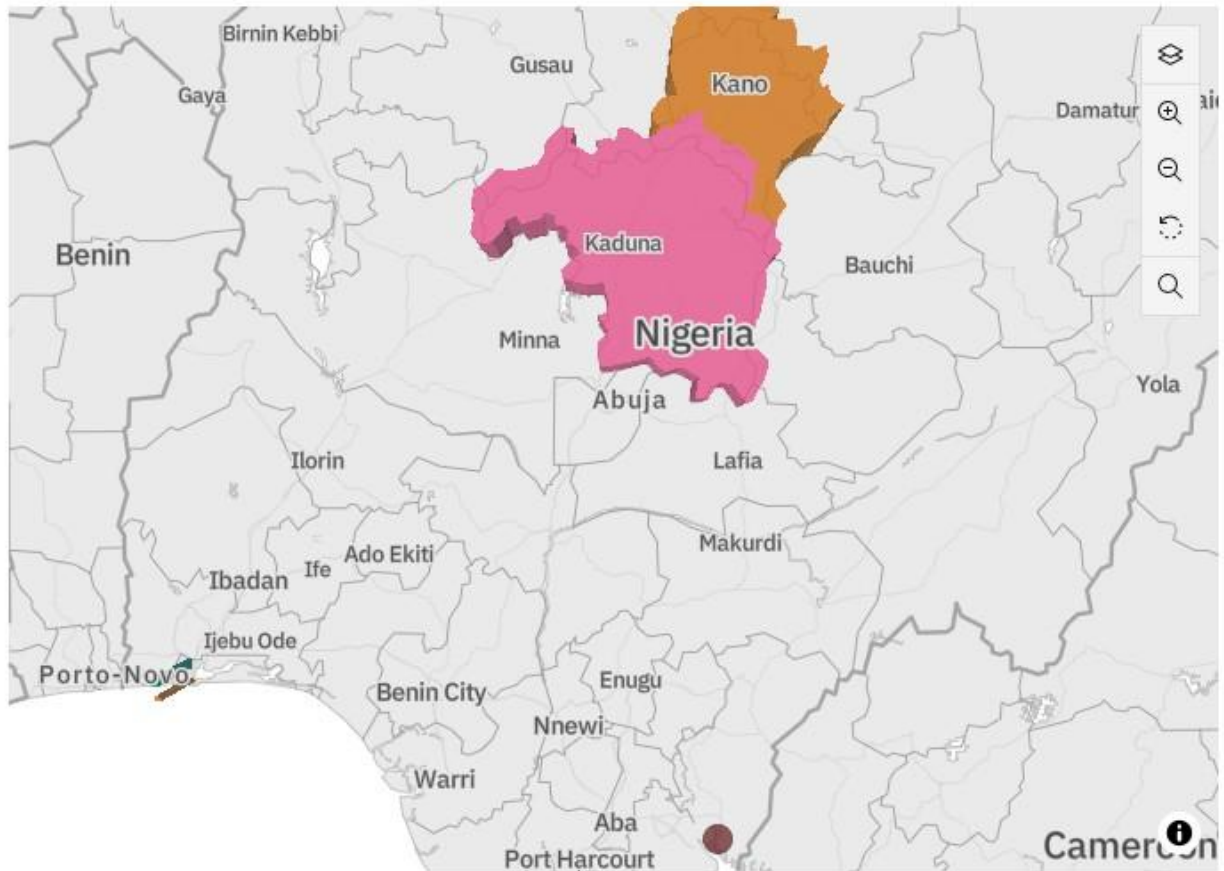 Birnin Kebbi
Gusau
Kano
Gaya
Damatur
Benin
Kaduna
Bauchi
Minna
Nigeria
Yola
Abuja
Ilorin
Lafia
Makurdi
Ado Ekiti
Ife
Ibadan
Ijebu Ode
Porto-Novo
Enugu
Benin City
Nnewi
Warri
Aba
Port Harcourt